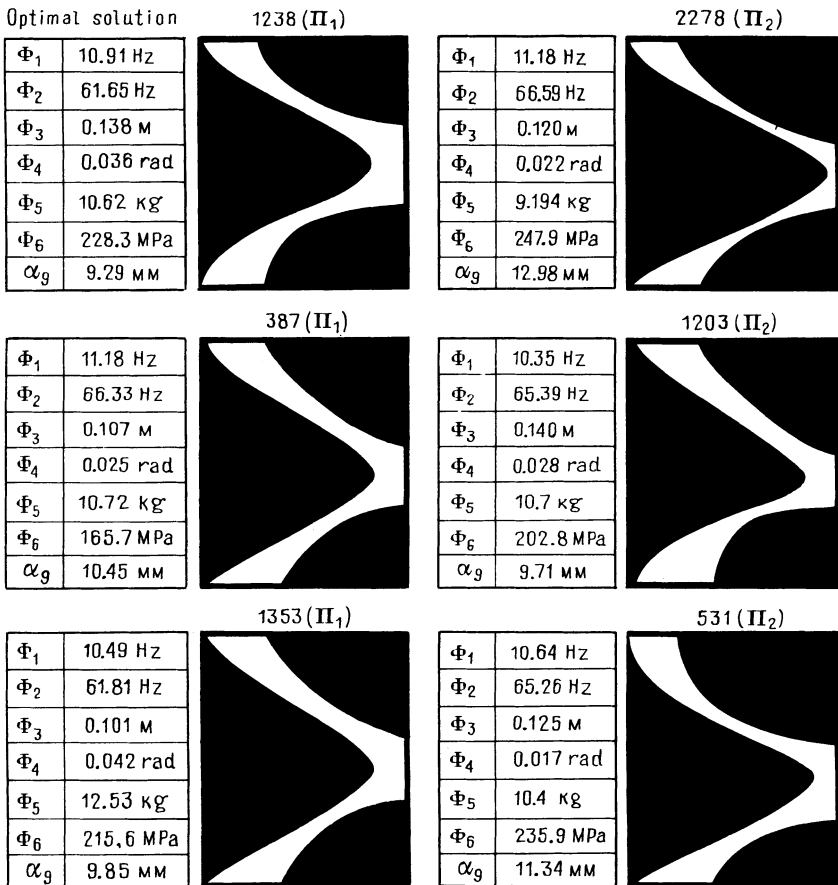 Optimal solution
1238 (Π₁)
Φ₁ 10.91 Hz
Φ₂ 61.65 Hz
Φ₃ 0.138 м
Φ₄ 0.036 rad
Φ₅ 10.62 кg
Φ₆ 228.3 MPa
α₉ 9.29 мм
2278 (Π₂)
Φ₁ 11.18 Hz
Φ₂ 66.59 Hz
Φ₃ 0.120 м
Φ₄ 0.022 rad
Φ₅ 9.194 кg
Φ₆ 247.9 MPa
α₉ 12.98 мм
387 (Π₁)
Φ₁ 11.18 Hz
Φ₂ 66.33 Hz
Φ₃ 0.107 м
Φ₄ 0.025 rad
Φ₅ 10.72 кg
Φ₆ 165.7 MPa
α₉ 10.45 мм
1203 (Π₂)
Φ₁ 10.35 Hz
Φ₂ 65.39 Hz
Φ₃ 0.140 м
Φ₄ 0.028 rad
Φ₅ 10.7 кg
Φ₆ 202.8 MPa
α₉ 9.71 мм
1353 (Π₁)
Φ₁ 10.49 Hz
Φ₂ 61.81 Hz
Φ₃ 0.101 м
Φ₄ 0.042 rad
Φ₅ 12.53 кg
Φ₆ 215,6 MPa
α₉ 9.85 мм
531 (Π₂)
Φ₁ 10.64 Hz
Φ₂ 65.26 Hz
Φ₃ 0.125 м
Φ₄ 0.017 rad
Φ₅ 10.4 кg
Φ₆ 235.9 MPa
α₉ 11.34 мм